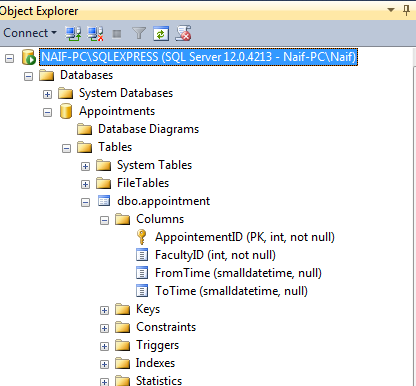 Object Explorer
Connect
NAIF-PC\SQLEXPRESS (SQL Server 12.0.4213 - Naif-PC\Naif)
Databases
System Databases
Appointments
Database Diagrams
Tables
System Tables
FileTables
dbo.appointment
Columns
AppointementID (PK, int, not null)
FacultyID (int, not null)
FromTime (smalldatetime, null)
ToTime (smalldatetime, null)
Keys
Constraints
Triggers
Indexes
Statistics